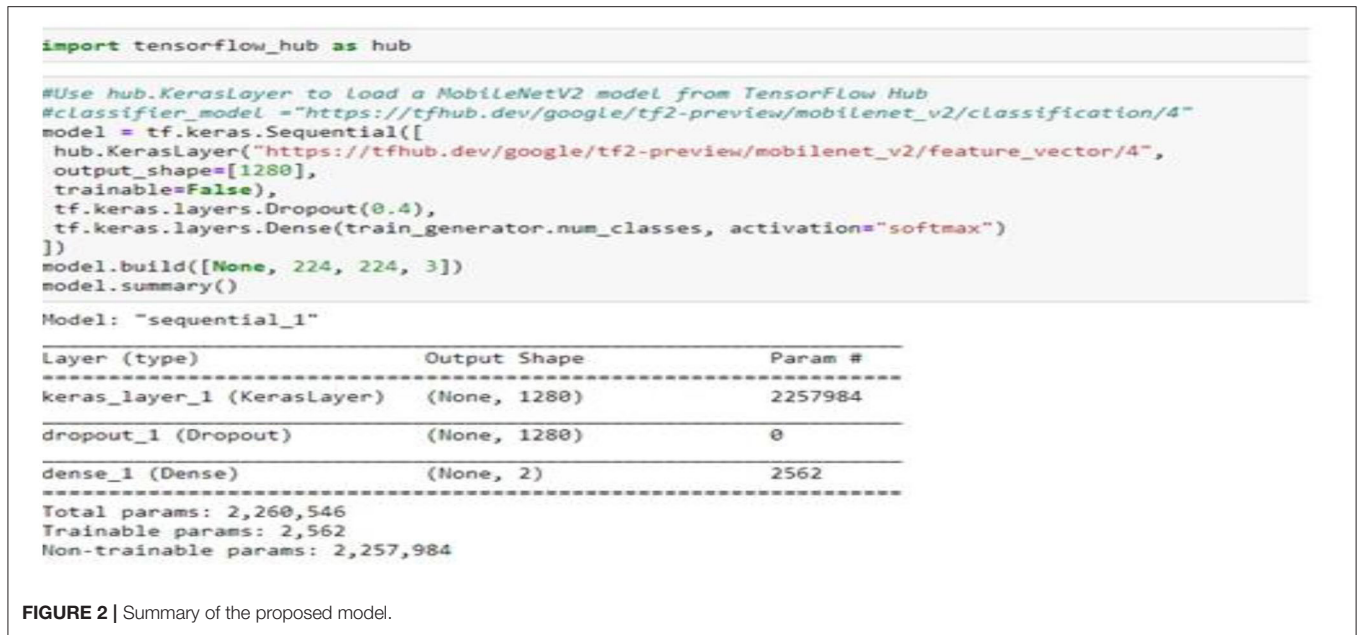 import tensorflow_hub as hub
#Use hub.KerasLayer to load a MobileNetV2 model from TensorFlow Hub
#classifier_model ="https://tfhub.dev/google/tf2-preview/mobilenet_v2/classification/4"
model = tf.keras.Sequential([
hub.KerasLayer("https://tfhub.dev/google/tf2-preview/mobilenet_v2/feature_vector/4",
output_shape=[1280],
trainable=False),
tf.keras.layers.Dropout(0.4),
tf.keras.layers.Dense(train_generator.num_classes, activation="softmax")
])
model.build([None, 224, 224, 3])
model.summary()
Model: "sequential_1"
Layer (type) Output Shape Param #
keras_layer_1 (KerasLayer) (None, 1280) 2257984
dropout_1 (Dropout) (None, 1280) 0
dense_1 (Dense) (None, 2) 2562
Total params: 2,260,546
Trainable params: 2,562
Non-trainable params: 2,257,984
FIGURE 2 | Summary of the proposed model.